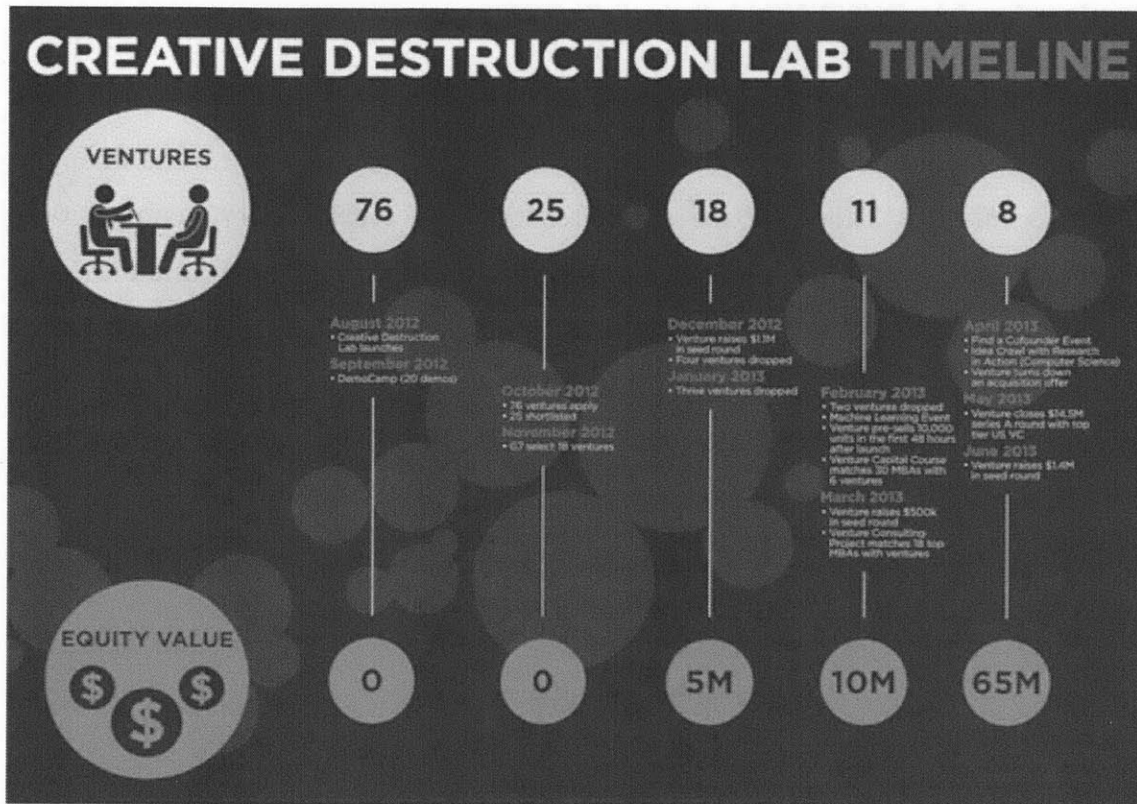 CREATIVE DESTRUCTION LAB TIMELINE
VENTURES
76
25
18
11
8
August 2012
• Creative Destruction
Lab launches
September 2012
• DemoCamp (20 demos)
October 2012
• 76 ventures apply
• 25 shortlisted
November 2012
• G7 select 18 ventures
December 2012
• Venture raises $1.1M
in seed round
• Four ventures dropped
January 2013
• Three ventures dropped
February 2013
• Two ventures dropped
• Machine Learning Event
• Venture pre-sells 10,000
units in the first 48 hours
after launch
• Venture Capital Course
matches 30 MBAs with
6 ventures
March 2013
• Venture raises $500k
in seed round
• Venture Consulting
Project matches 18 top
MBAs with ventures
April 2013
• Find a Cofounder Event
• Idea Crawl with Research
in Action (Computer Science)
• Venture turns down
an acquisition offer
May 2013
• Venture closes $14.5M
series A round with top
tier US VC
June 2013
• Venture raises $1.4M
in seed round
EQUITY VALUE
$ $ $
0
0
5M
10M
65M